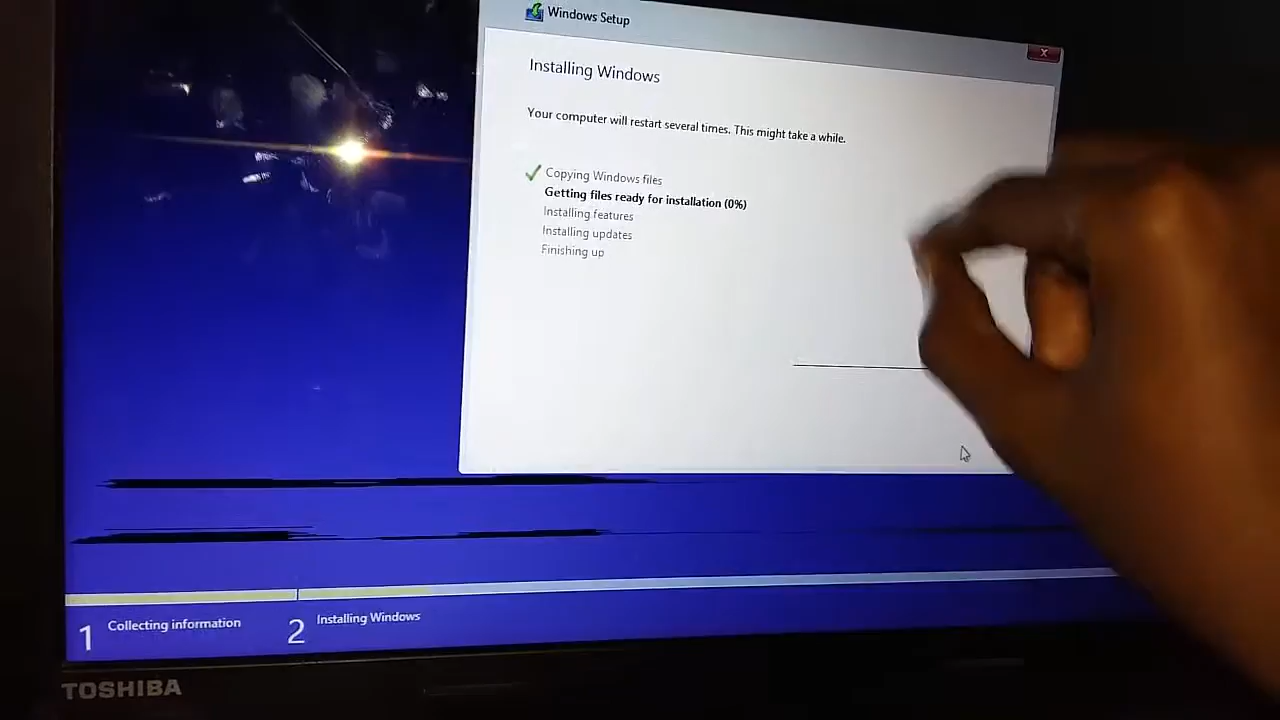 Windows Setup
Installing Windows
Your computer will restart several times. This might take a while.
Copying Windows files
Getting files ready for installation (0%)
Installing features
Installing updates
Finishing up
1 Collecting information
2 Installing Windows
TOSHIBA